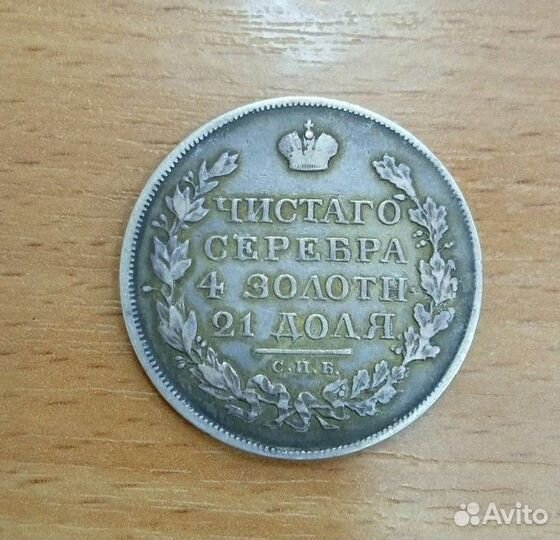 ЧИСТАГО
СЕРЕБРА
4 ЗОЛОТН.
21 ДОЛЯ
С.П.Б.
Avito